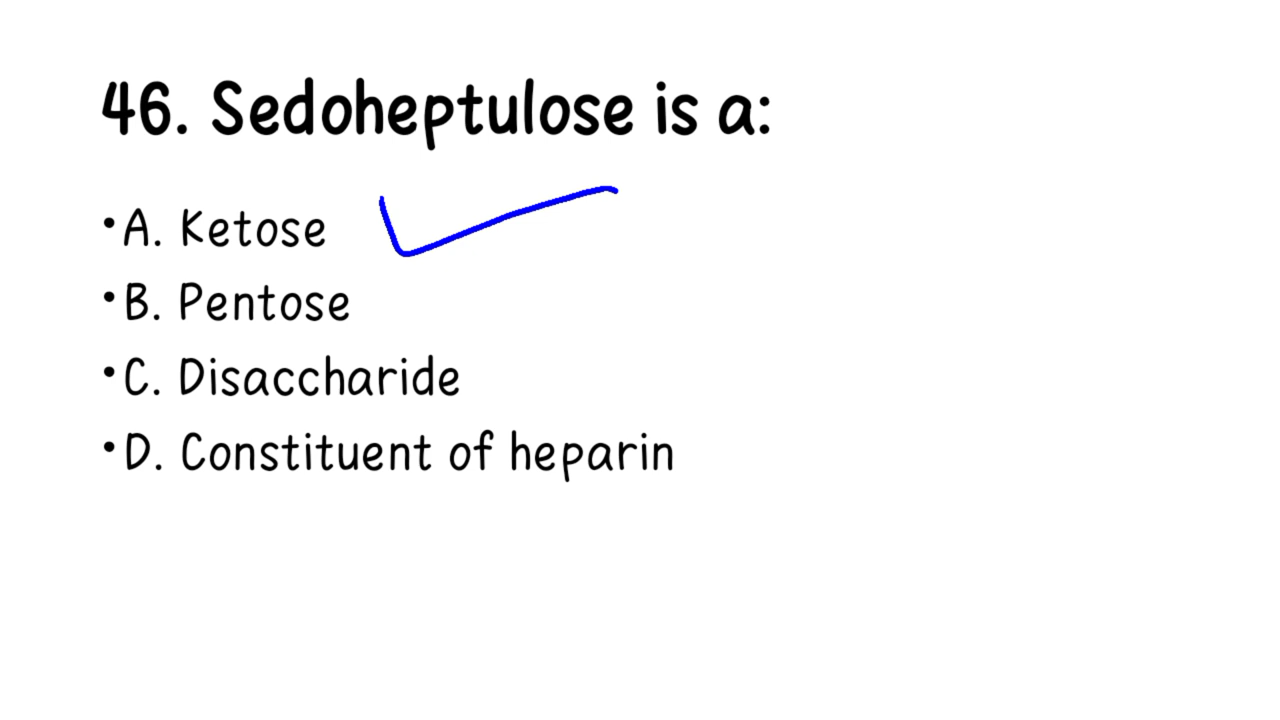 46. Sedoheptulose is a:
•A. Ketose
•B. Pentose
•C. Disaccharide
•D. Constituent of heparin